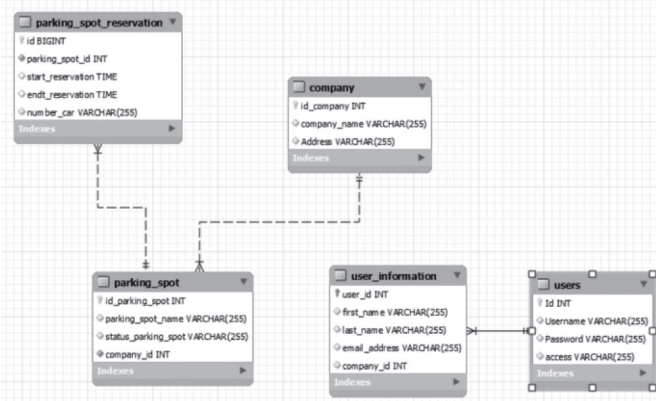 parking_spot_reservation
id BIGINT
parking_spot_id INT
start_reservation TIME
endt_reservation TIME
number_car VARCHAR(255)
Indexes
company
id_company INT
company_name VARCHAR(255)
Address VARCHAR(255)
Indexes
parking_spot
id_parking_spot INT
parking_spot_name VARCHAR(255)
status_parking_spot VARCHAR(255)
company_id INT
Indexes
user_information
user_id INT
first_name VARCHAR(255)
last_name VARCHAR(255)
email_address VARCHAR(255)
company_id INT
Indexes
users
Id INT
Username VARCHAR(255)
Password VARCHAR(255)
access VARCHAR(255)
Indexes